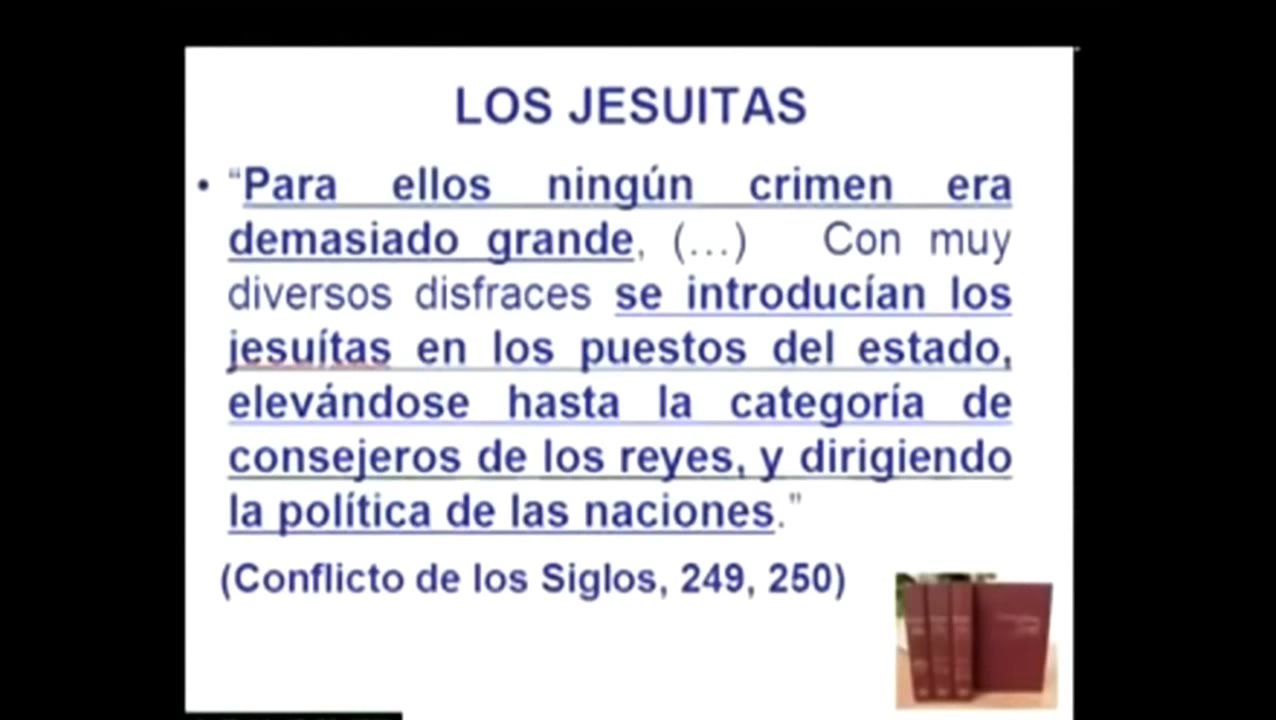 LOS JESUITAS
• “Para ellos ningún crimen era
demasiado grande, (...) Con muy
diversos disfraces se introducían los
jesuítas en los puestos del estado,
elevándose hasta la categoría de
consejeros de los reyes, y dirigiendo
la política de las naciones.”
(Conflicto de los Siglos, 249, 250)